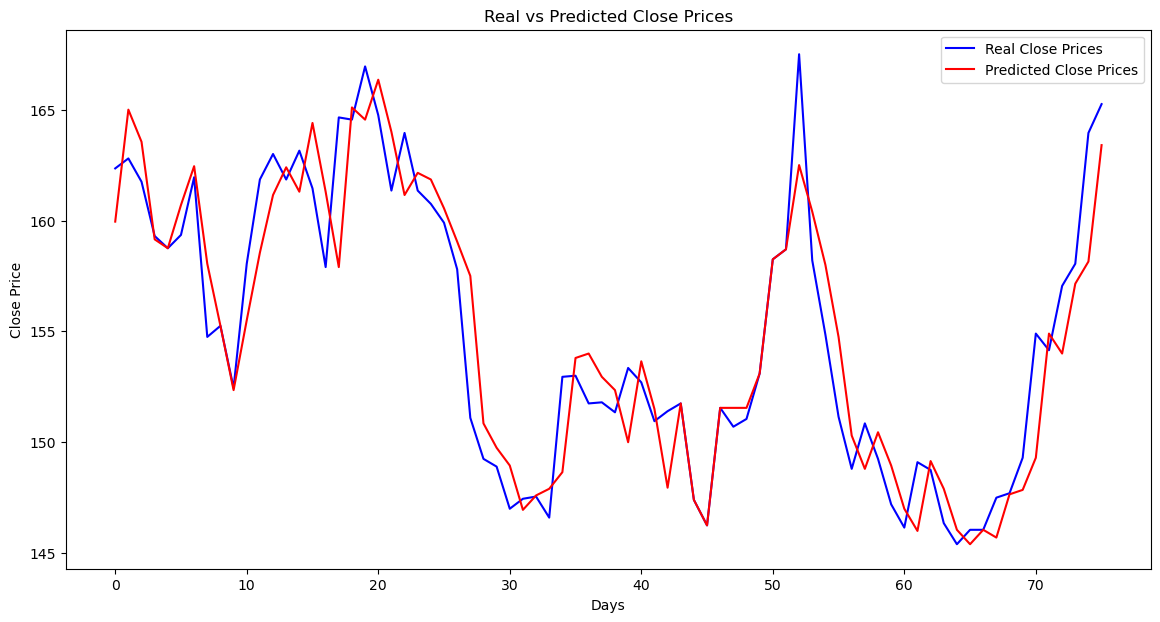 Real vs Predicted Close Prices
Real Close Prices
Predicted Close Prices
Close Price
165
160
155
150
145
0 10 20 30 40 50 60 70
Days